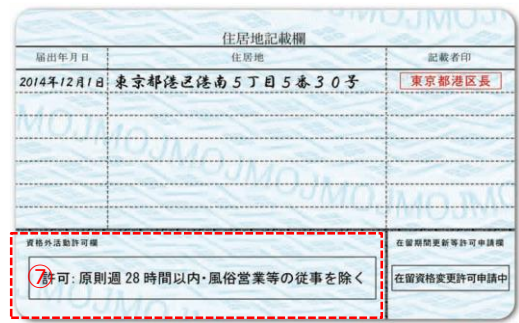 住居地記載欄
届出年月日 住居地 記載者印
2014年12月1日 東京都港区港南5丁目5番30号 東京都港区長
MOJMOJMOJMOJMOJ
資格外活動許可欄 在留期間更新等許可申請欄
⑦許可:原則週28時間以内・風俗営業等の従事を除く 在留資格変更許可申請中